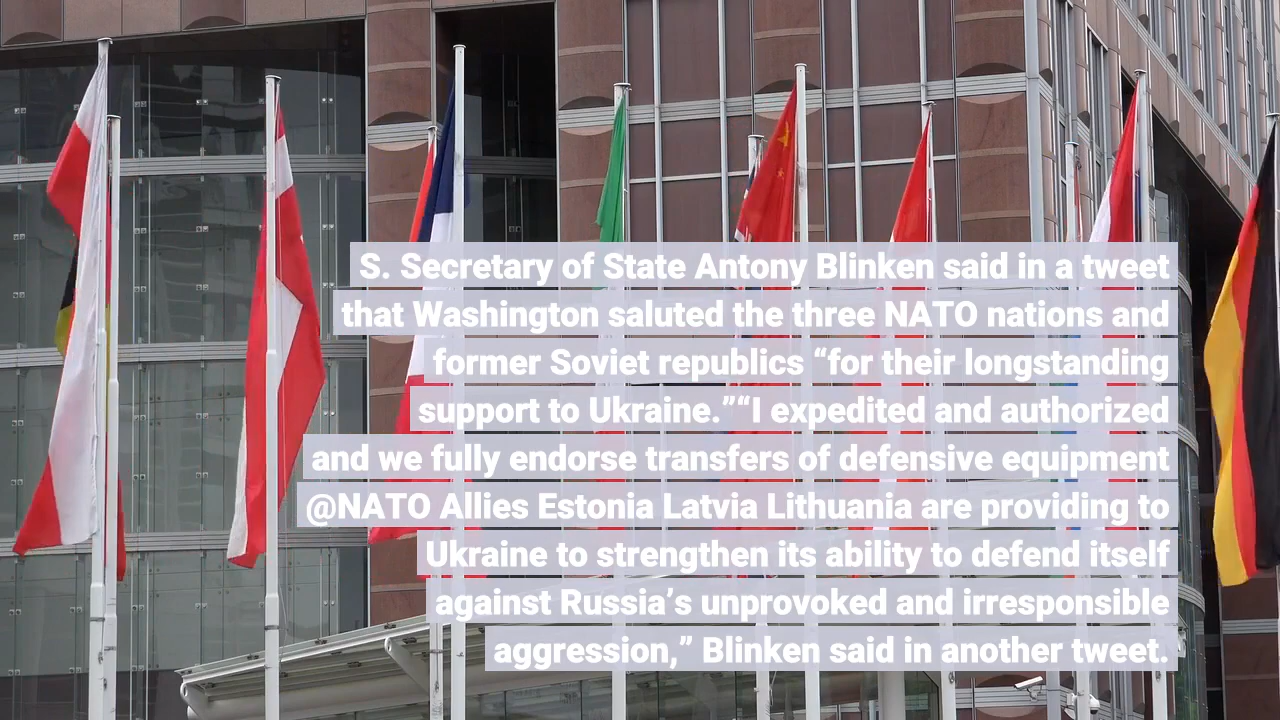 S. Secretary of State Antony Blinken said in a tweet
that Washington saluted the three NATO nations and
former Soviet republics “for their longstanding
support to Ukraine.”“I expedited and authorized
and we fully endorse transfers of defensive equipment
@NATO Allies Estonia Latvia Lithuania are providing to
Ukraine to strengthen its ability to defend itself
against Russia’s unprovoked and irresponsible
aggression,” Blinken said in another tweet.